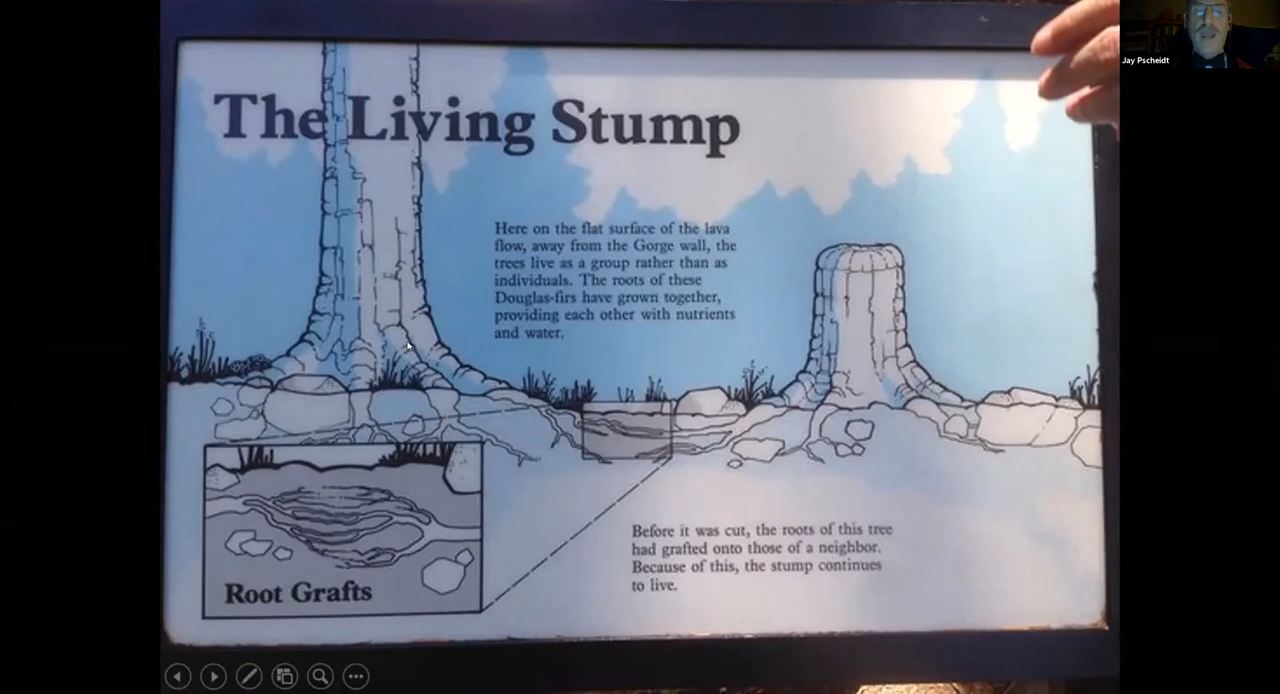 Jay Pscheidt
The Living Stump
Here on the flat surface of the lava
flow, away from the Gorge wall, the
trees live as a group rather than as
individuals. The roots of these
Douglas-firs have grown together,
providing each other with nutrients
and water.
Before it was cut, the roots of this tree
had grafted onto those of a neighbor.
Because of this, the stump continues
to live.
Root Grafts